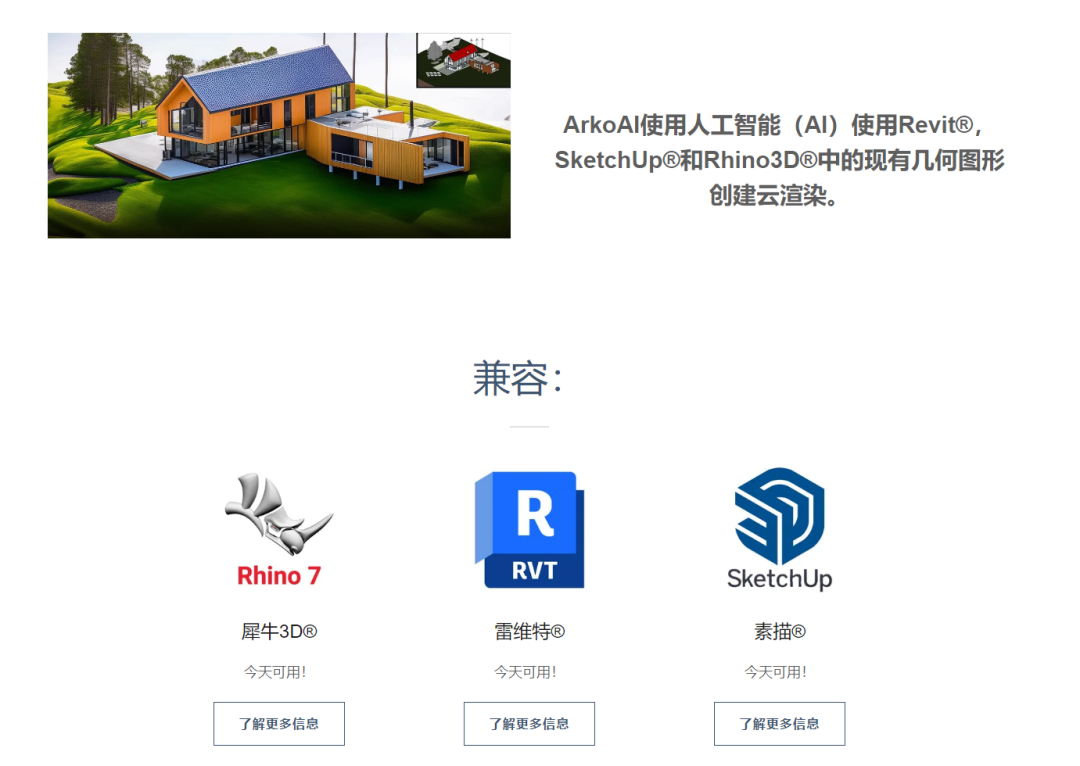 ArkoAI使用人工智能（AI）使用Revit®，
SketchUp®和Rhino3D®中的现有几何图形
创建云渲染。
兼容：
Rhino 7
R
RVT
SketchUp
犀牛3D®
雷维特®
素描®
今天可用！
今天可用！
今天可用！
了解更多信息
了解更多信息
了解更多信息